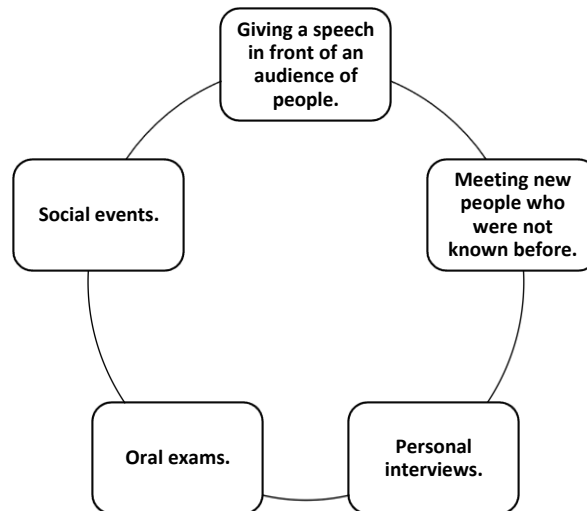 Giving a speech
in front of an
audience of
people.
Meeting new
people who
were not
known before.
Personal
interviews.
Oral exams.
Social events.